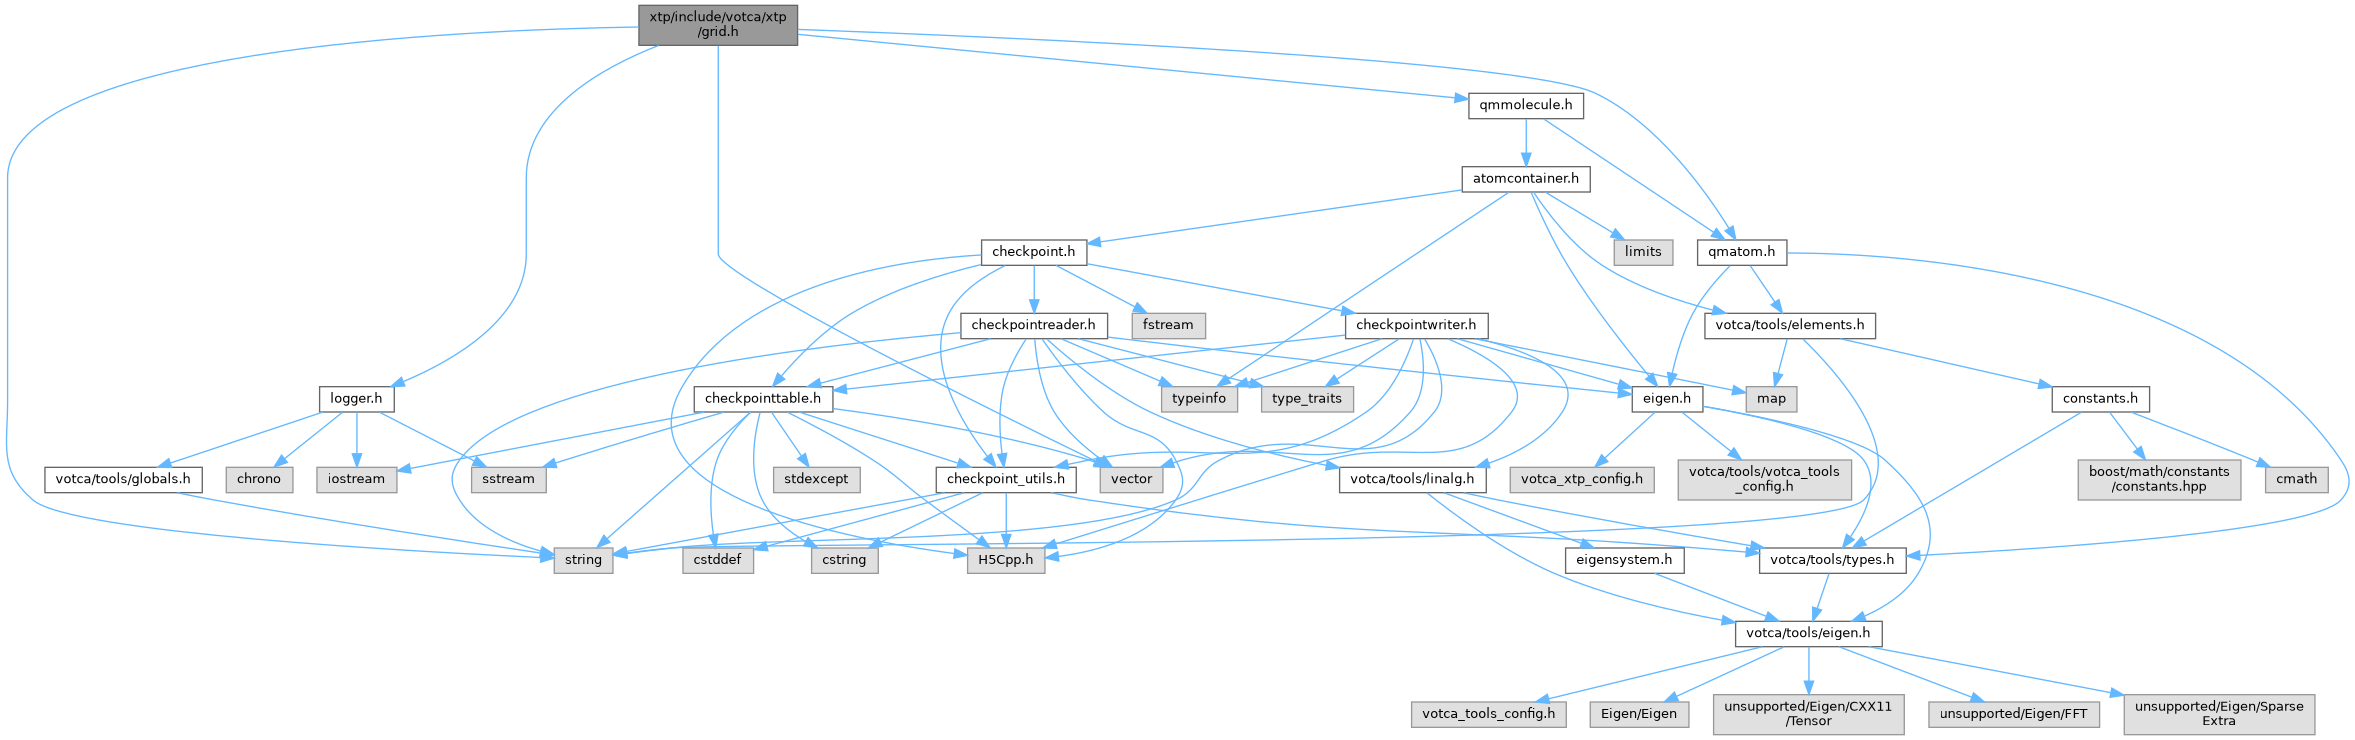 xtp/include/votca/xtp
/grid.h
qmmolecule.h
atomcontainer.h
checkpoint.h
limits
qmatom.h
checkpointreader.h
fstream
checkpointwriter.h
votca/tools/elements.h
logger.h
checkpointtable.h
typeinfo
type_traits
eigen.h
map
constants.h
votca/tools/globals.h
chrono
iostream
sstream
stdexcept
checkpoint_utils.h
vector
votca/tools/linalg.h
votca_xtp_config.h
votca/tools/votca_tools
_config.h
boost/math/constants
/constants.hpp
cmath
string
cstddef
cstring
H5Cpp.h
eigensystem.h
votca/tools/types.h
votca/tools/eigen.h
votca_tools_config.h
Eigen/Eigen
unsupported/Eigen/CXX11
/Tensor
unsupported/Eigen/FFT
unsupported/Eigen/Sparse
Extra